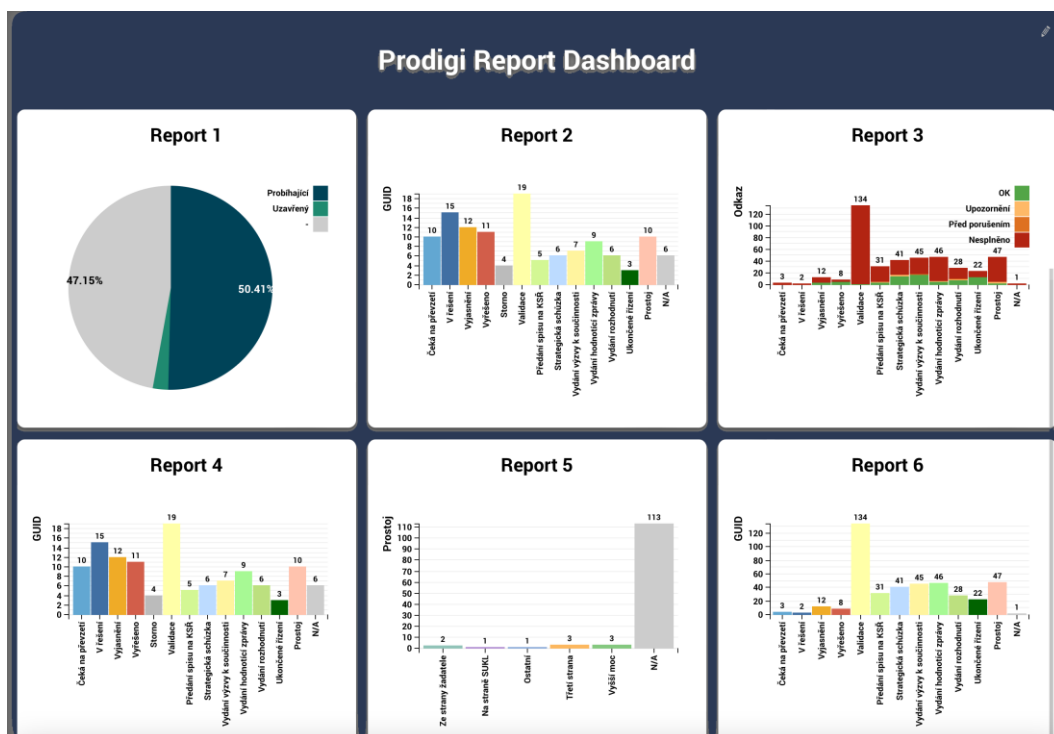 Prodigi Report Dashboard
Report 1
Probíhající
Uzavřený
-
47.15%
50.41%
Report 2
GUID
18
16
14
12
10
8
6
4
2
0
10
15
12
11
4
19
5
6
7
9
6
3
10
6
Čeká na převzetí
V řešení
Vyjasnění
Vyřešeno
Storno
Validace
Předání spisu na KSŘ
Strategická schůzka
Vydání výzvy k součinnosti
Vydání hodnotící zprávy
Vydání rozhodnutí
Ukončené řízení
Prostoj
N/A
Report 3
Odkaz
OK
Upozornění
Před porušením
Nesplněno
120
100
80
60
40
20
0
3
2
12
8
134
31
41
45
46
28
22
47
1
Čeká na převzetí
V řešení
Vyjasnění
Vyřešeno
Validace
Předání spisu na KSŘ
Strategická schůzka
Vydání výzvy k součinnosti
Vydání hodnotící zprávy
Vydání rozhodnutí
Ukončené řízení
Prostoj
N/A
Report 4
GUID
18
16
14
12
10
8
6
4
2
0
10
15
12
11
4
19
5
6
7
9
6
3
10
6
Čeká na převzetí
V řešení
Vyjasnění
Vyřešeno
Storno
Validace
Předání spisu na KSŘ
Strategická schůzka
Vydání výzvy k součinnosti
Vydání hodnotící zprávy
Vydání rozhodnutí
Ukončené řízení
Prostoj
N/A
Report 5
Prostoj
110
100
90
80
70
60
50
40
30
20
10
0
2
1
1
3
3
113
Ze strany žadatele
Na straně SUKL
Ostatní
Třetí strana
Vyšší moc
N/A
Report 6
GUID
120
100
80
60
40
20
0
3
2
12
8
134
31
41
45
46
28
22
47
1
Čeká na převzetí
V řešení
Vyjasnění
Vyřešeno
Validace
Předání spisu na KSŘ
Strategická schůzka
Vydání výzvy k součinnosti
Vydání hodnotící zprávy
Vydání rozhodnutí
Ukončené řízení
Prostoj
N/A